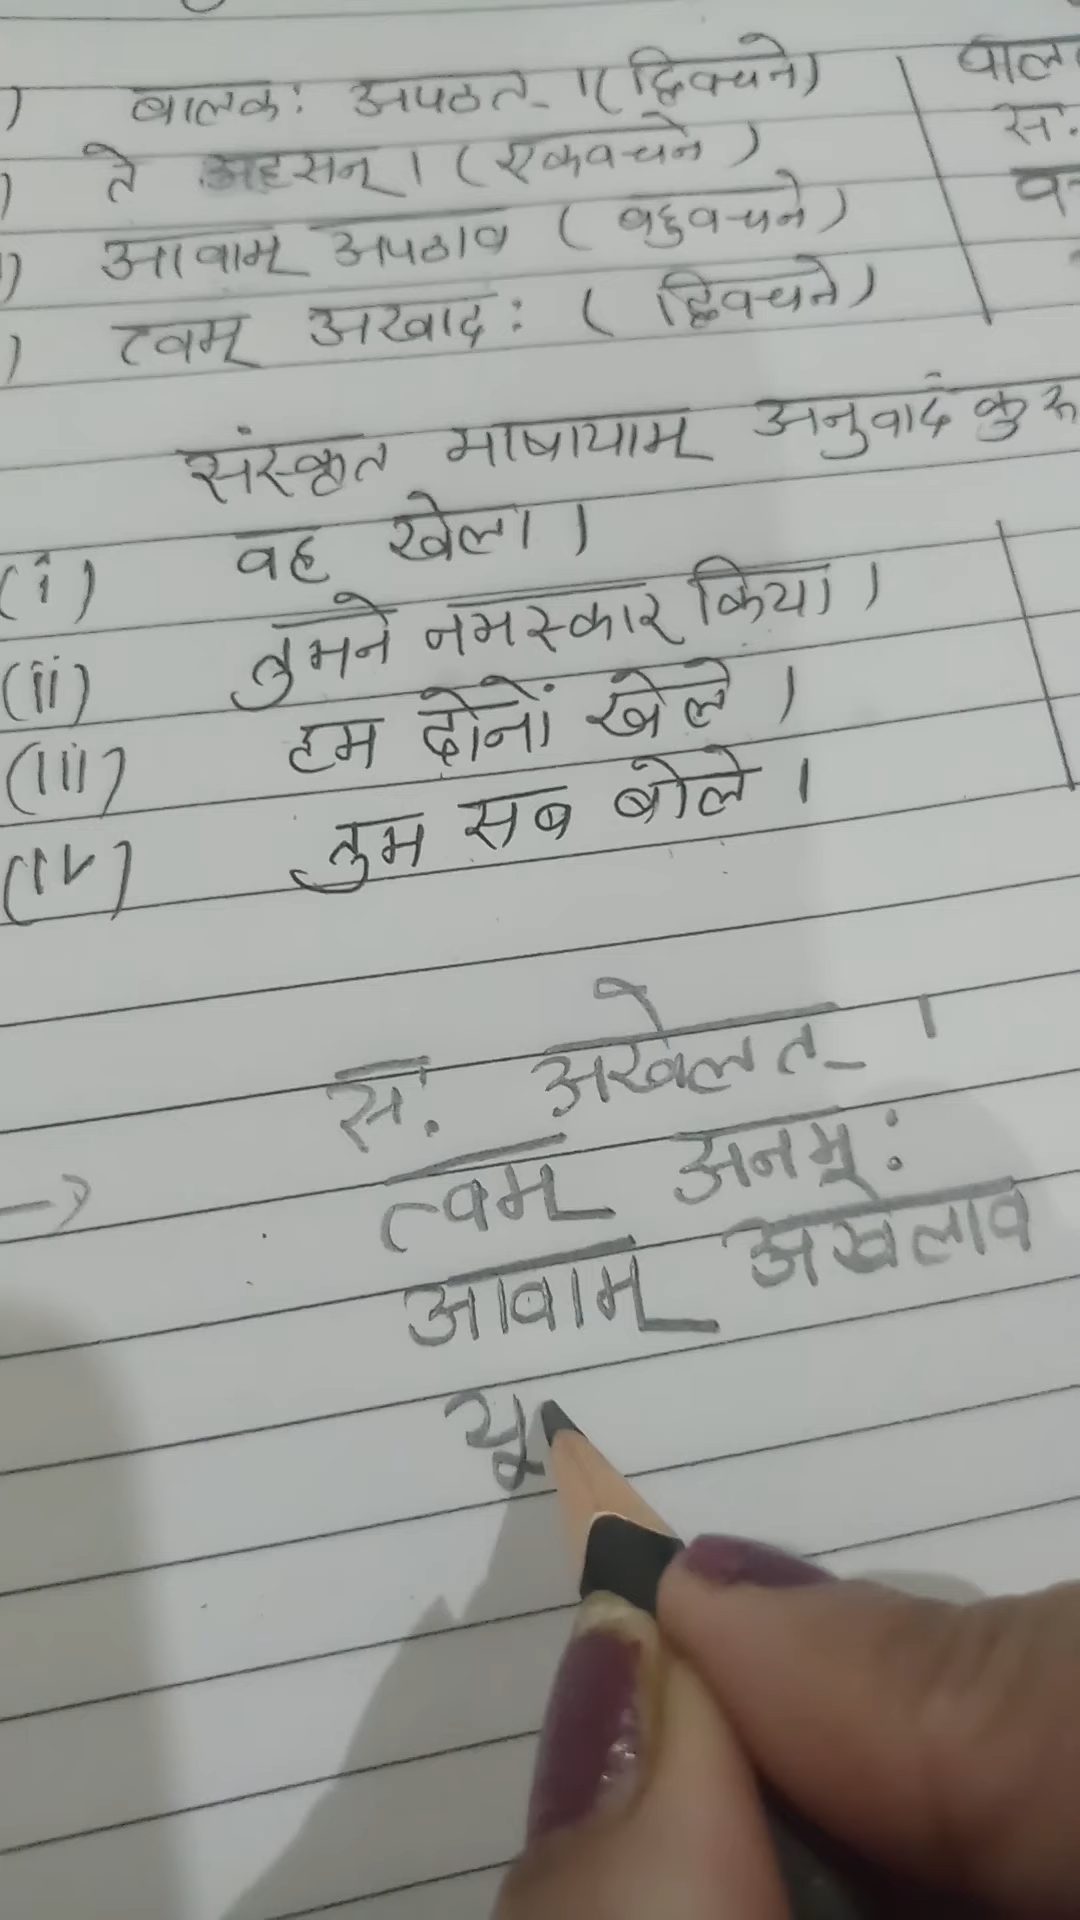 ) बालकः अपठत् ।( द्विवचने)
) ते अहसन् । ( एकवचने )
) आवाम् अपठाव ( बहुवचने )
) त्वम् अखादः ( द्विवचने )
सः
संस्कृत भाषायाम् अनुवादं कुरु
(i) वह खेला ।
(ii) तुमने नमस्कार किया ।
(iii) हम दोनों खेले ।
(iv) तुम सब बोले ।
सः अखेलत् ।
→ त्वम् अनमः
आवाम् अखेलाव
यू